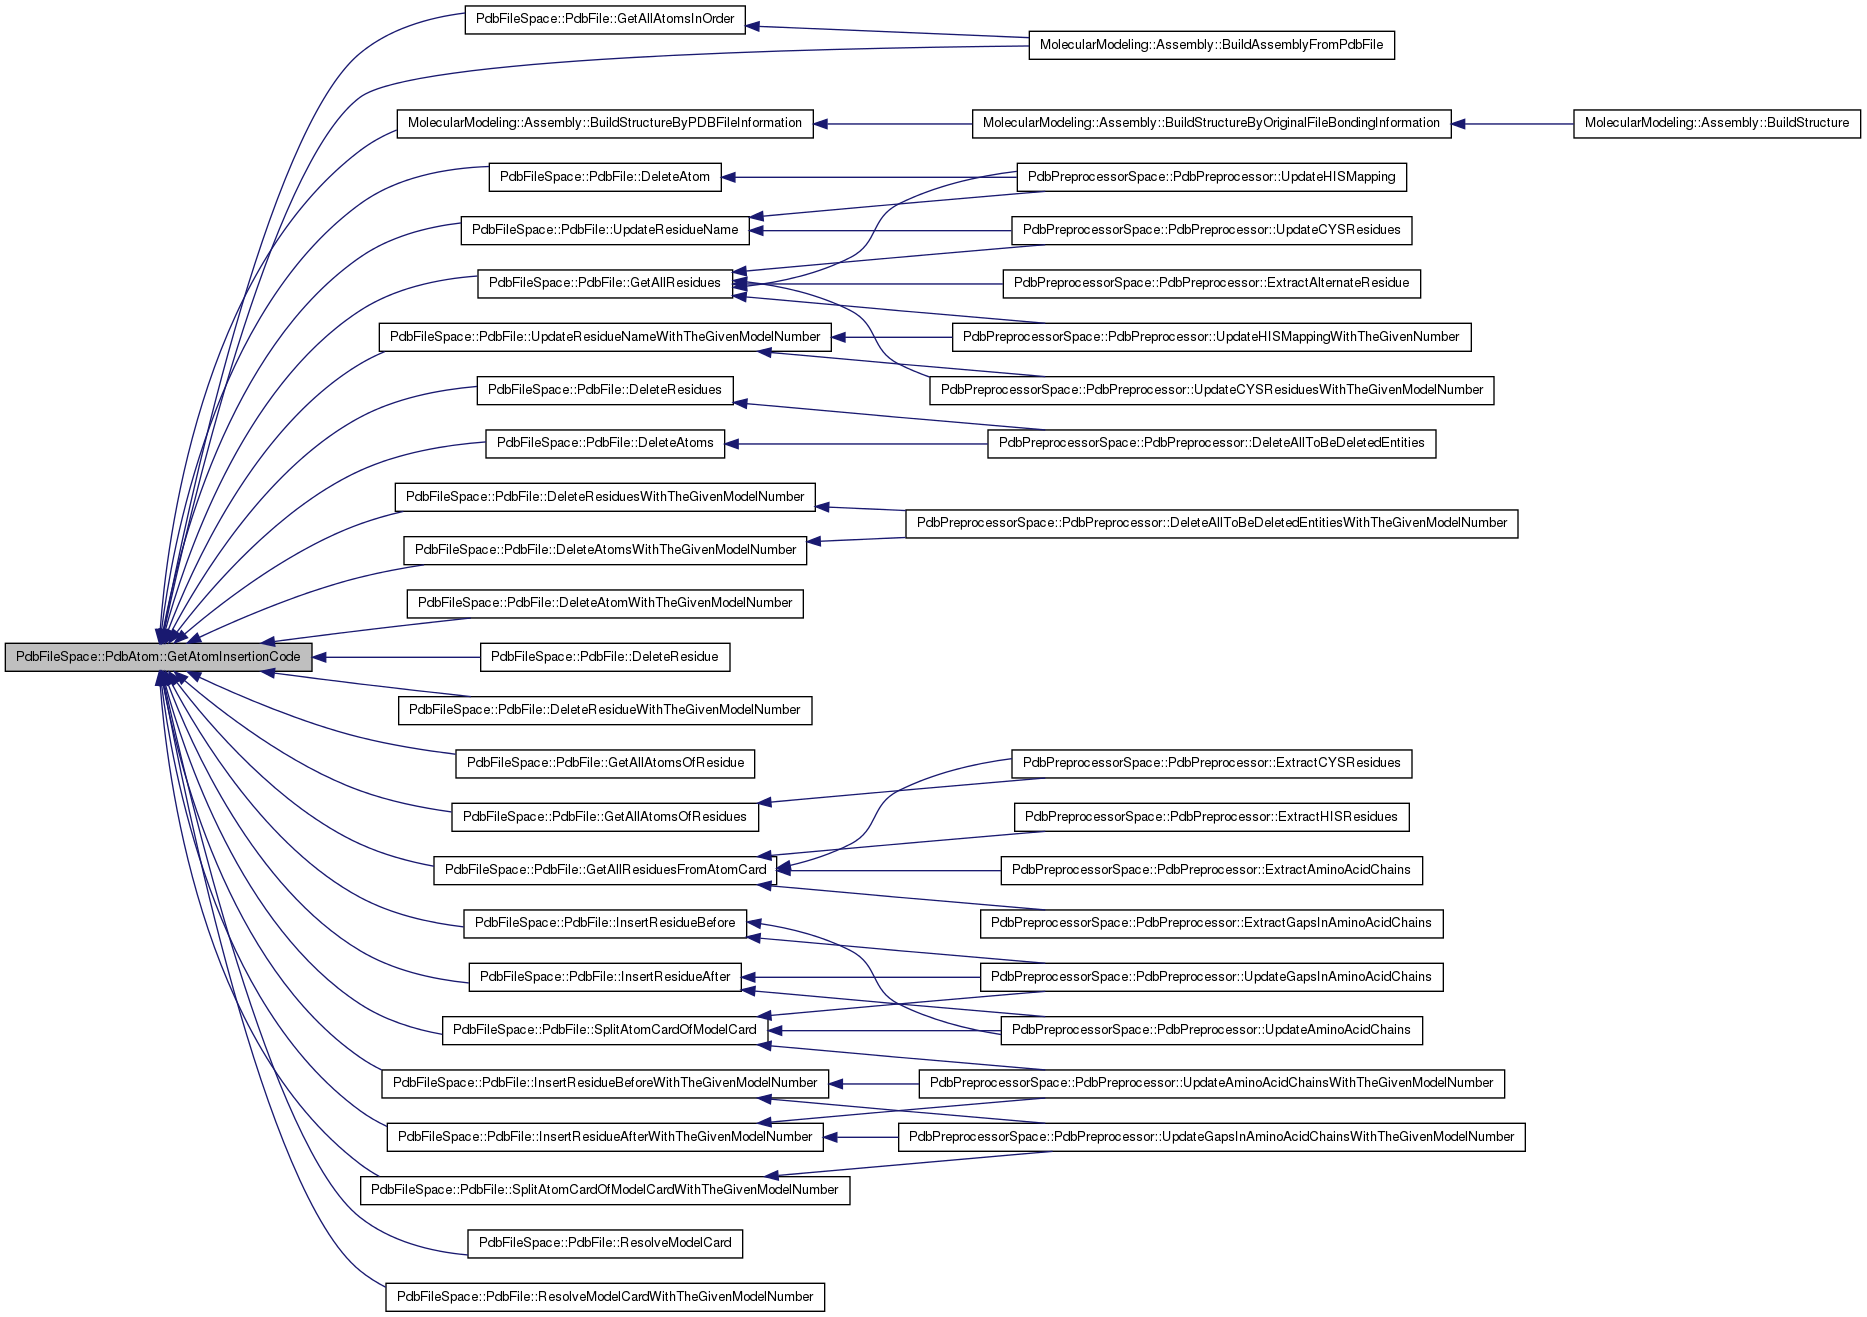 PdbFileSpace::PdbFile::GetAllAtomsInOrder
MolecularModeling::Assembly::BuildAssemblyFromPdbFile
MolecularModeling::Assembly::BuildStructureByPDBFileInformation
MolecularModeling::Assembly::BuildStructureByOriginalFileBondingInformation
MolecularModeling::Assembly::BuildStructure
PdbFileSpace::PdbFile::DeleteAtom
PdbPreprocessorSpace::PdbPreprocessor::UpdateHISMapping
PdbFileSpace::PdbFile::UpdateResidueName
PdbPreprocessorSpace::PdbPreprocessor::UpdateCYSResidues
PdbFileSpace::PdbFile::GetAllResidues
PdbPreprocessorSpace::PdbPreprocessor::ExtractAlternateResidue
PdbFileSpace::PdbFile::UpdateResidueNameWithTheGivenModelNumber
PdbPreprocessorSpace::PdbPreprocessor::UpdateHISMappingWithTheGivenNumber
PdbFileSpace::PdbFile::DeleteResidues
PdbPreprocessorSpace::PdbPreprocessor::UpdateCYSResiduesWithTheGivenModelNumber
PdbFileSpace::PdbFile::DeleteAtoms
PdbPreprocessorSpace::PdbPreprocessor::DeleteAllToBeDeletedEntities
PdbFileSpace::PdbFile::DeleteResiduesWithTheGivenModelNumber
PdbPreprocessorSpace::PdbPreprocessor::DeleteAllToBeDeletedEntitiesWithTheGivenModelNumber
PdbFileSpace::PdbFile::DeleteAtomsWithTheGivenModelNumber
PdbFileSpace::PdbFile::DeleteAtomWithTheGivenModelNumber
PdbFileSpace::PdbAtom::GetAtomInsertionCode
PdbFileSpace::PdbFile::DeleteResidue
PdbFileSpace::PdbFile::DeleteResidueWithTheGivenModelNumber
PdbFileSpace::PdbFile::GetAllAtomsOfResidue
PdbPreprocessorSpace::PdbPreprocessor::ExtractCYSResidues
PdbFileSpace::PdbFile::GetAllAtomsOfResidues
PdbPreprocessorSpace::PdbPreprocessor::ExtractHISResidues
PdbFileSpace::PdbFile::GetAllResiduesFromAtomCard
PdbPreprocessorSpace::PdbPreprocessor::ExtractAminoAcidChains
PdbFileSpace::PdbFile::InsertResidueBefore
PdbPreprocessorSpace::PdbPreprocessor::ExtractGapsInAminoAcidChains
PdbFileSpace::PdbFile::InsertResidueAfter
PdbPreprocessorSpace::PdbPreprocessor::UpdateGapsInAminoAcidChains
PdbFileSpace::PdbFile::SplitAtomCardOfModelCard
PdbPreprocessorSpace::PdbPreprocessor::UpdateAminoAcidChains
PdbFileSpace::PdbFile::InsertResidueBeforeWithTheGivenModelNumber
PdbPreprocessorSpace::PdbPreprocessor::UpdateAminoAcidChainsWithTheGivenModelNumber
PdbFileSpace::PdbFile::InsertResidueAfterWithTheGivenModelNumber
PdbPreprocessorSpace::PdbPreprocessor::UpdateGapsInAminoAcidChainsWithTheGivenModelNumber
PdbFileSpace::PdbFile::SplitAtomCardOfModelCardWithTheGivenModelNumber
PdbFileSpace::PdbFile::ResolveModelCard
PdbFileSpace::PdbFile::ResolveModelCardWithTheGivenModelNumber